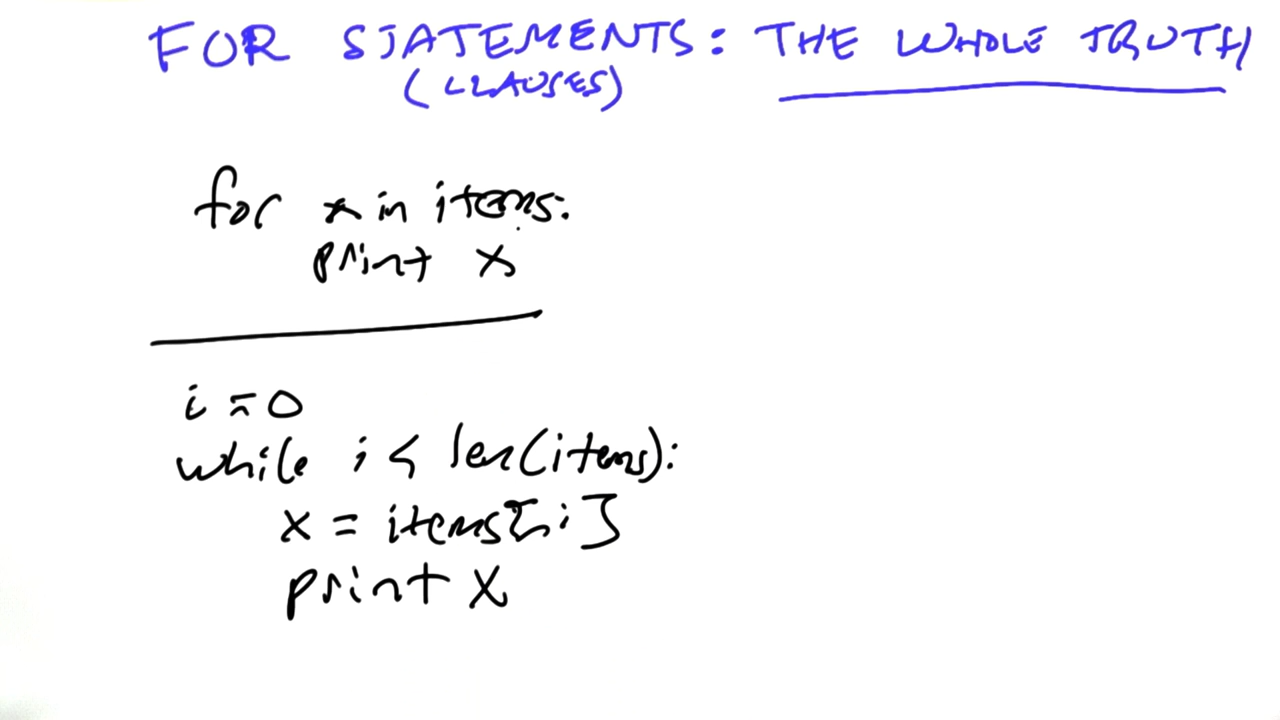 FOR STATEMENTS: THE WHOLE TRUTH
(CLAUSES)
for x in items:
print x
i = 0
while i < len(items):
x = items[i]
print x